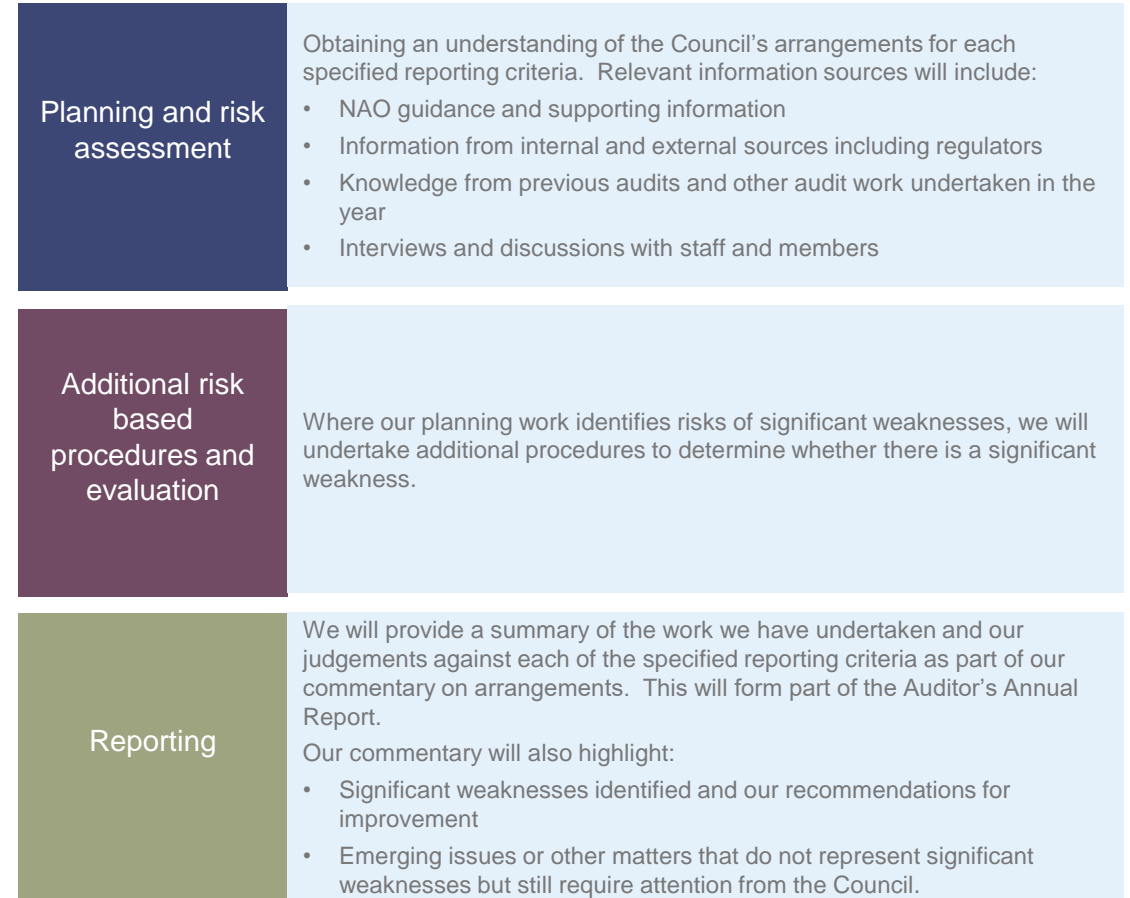 Planning and risk
assessment
Obtaining an understanding of the Council's arrangements for each
specified reporting criteria.  Relevant information sources will include:
• NAO guidance and supporting information
• Information from internal and external sources including regulators
• Knowledge from previous audits and other audit work undertaken in the
year
• Interviews and discussions with staff and members
Additional risk
based
procedures and
evaluation
Where our planning work identifies risks of significant weaknesses, we will
undertake additional procedures to determine whether there is a significant
weakness.
Reporting
We will provide a summary of the work we have undertaken and our
judgements against each of the specified reporting criteria as part of our
commentary on arrangements.  This will form part of the Auditor's Annual
Report.
Our commentary will also highlight:
• Significant weaknesses identified and our recommendations for
improvement
• Emerging issues or other matters that do not represent significant
weaknesses but still require attention from the Council.